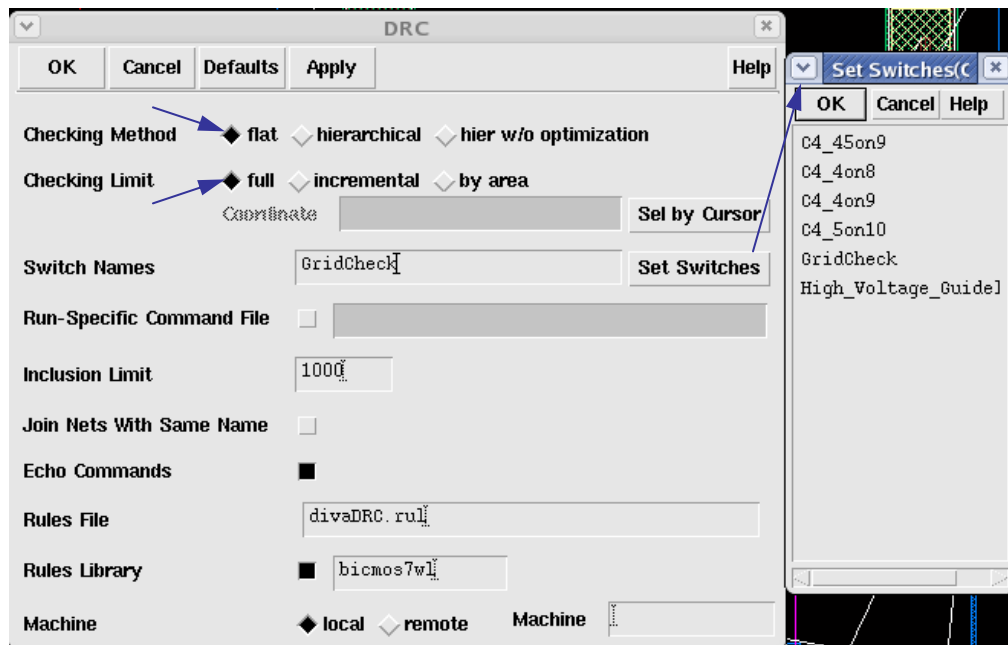 DRC
OK Cancel Defaults Apply Help
Checking Method flat hierarchical hier w/o optimization
Checking Limit full incremental by area
Coordinate Sel by Cursor
Switch Names GridCheck Set Switches
Run-Specific Command File
Inclusion Limit 1000
Join Nets With Same Name
Echo Commands
Rules File divaDRC.rul
Rules Library bicmos7wl
Machine local remote Machine
Set Switches(C
OK Cancel Help
C4_45on9
C4_4on8
C4_4on9
C4_5on10
GridCheck
High_Voltage_Guidel